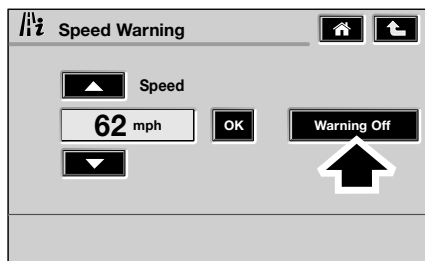 Speed Warning
Speed
62 mph
OK
Warning Off